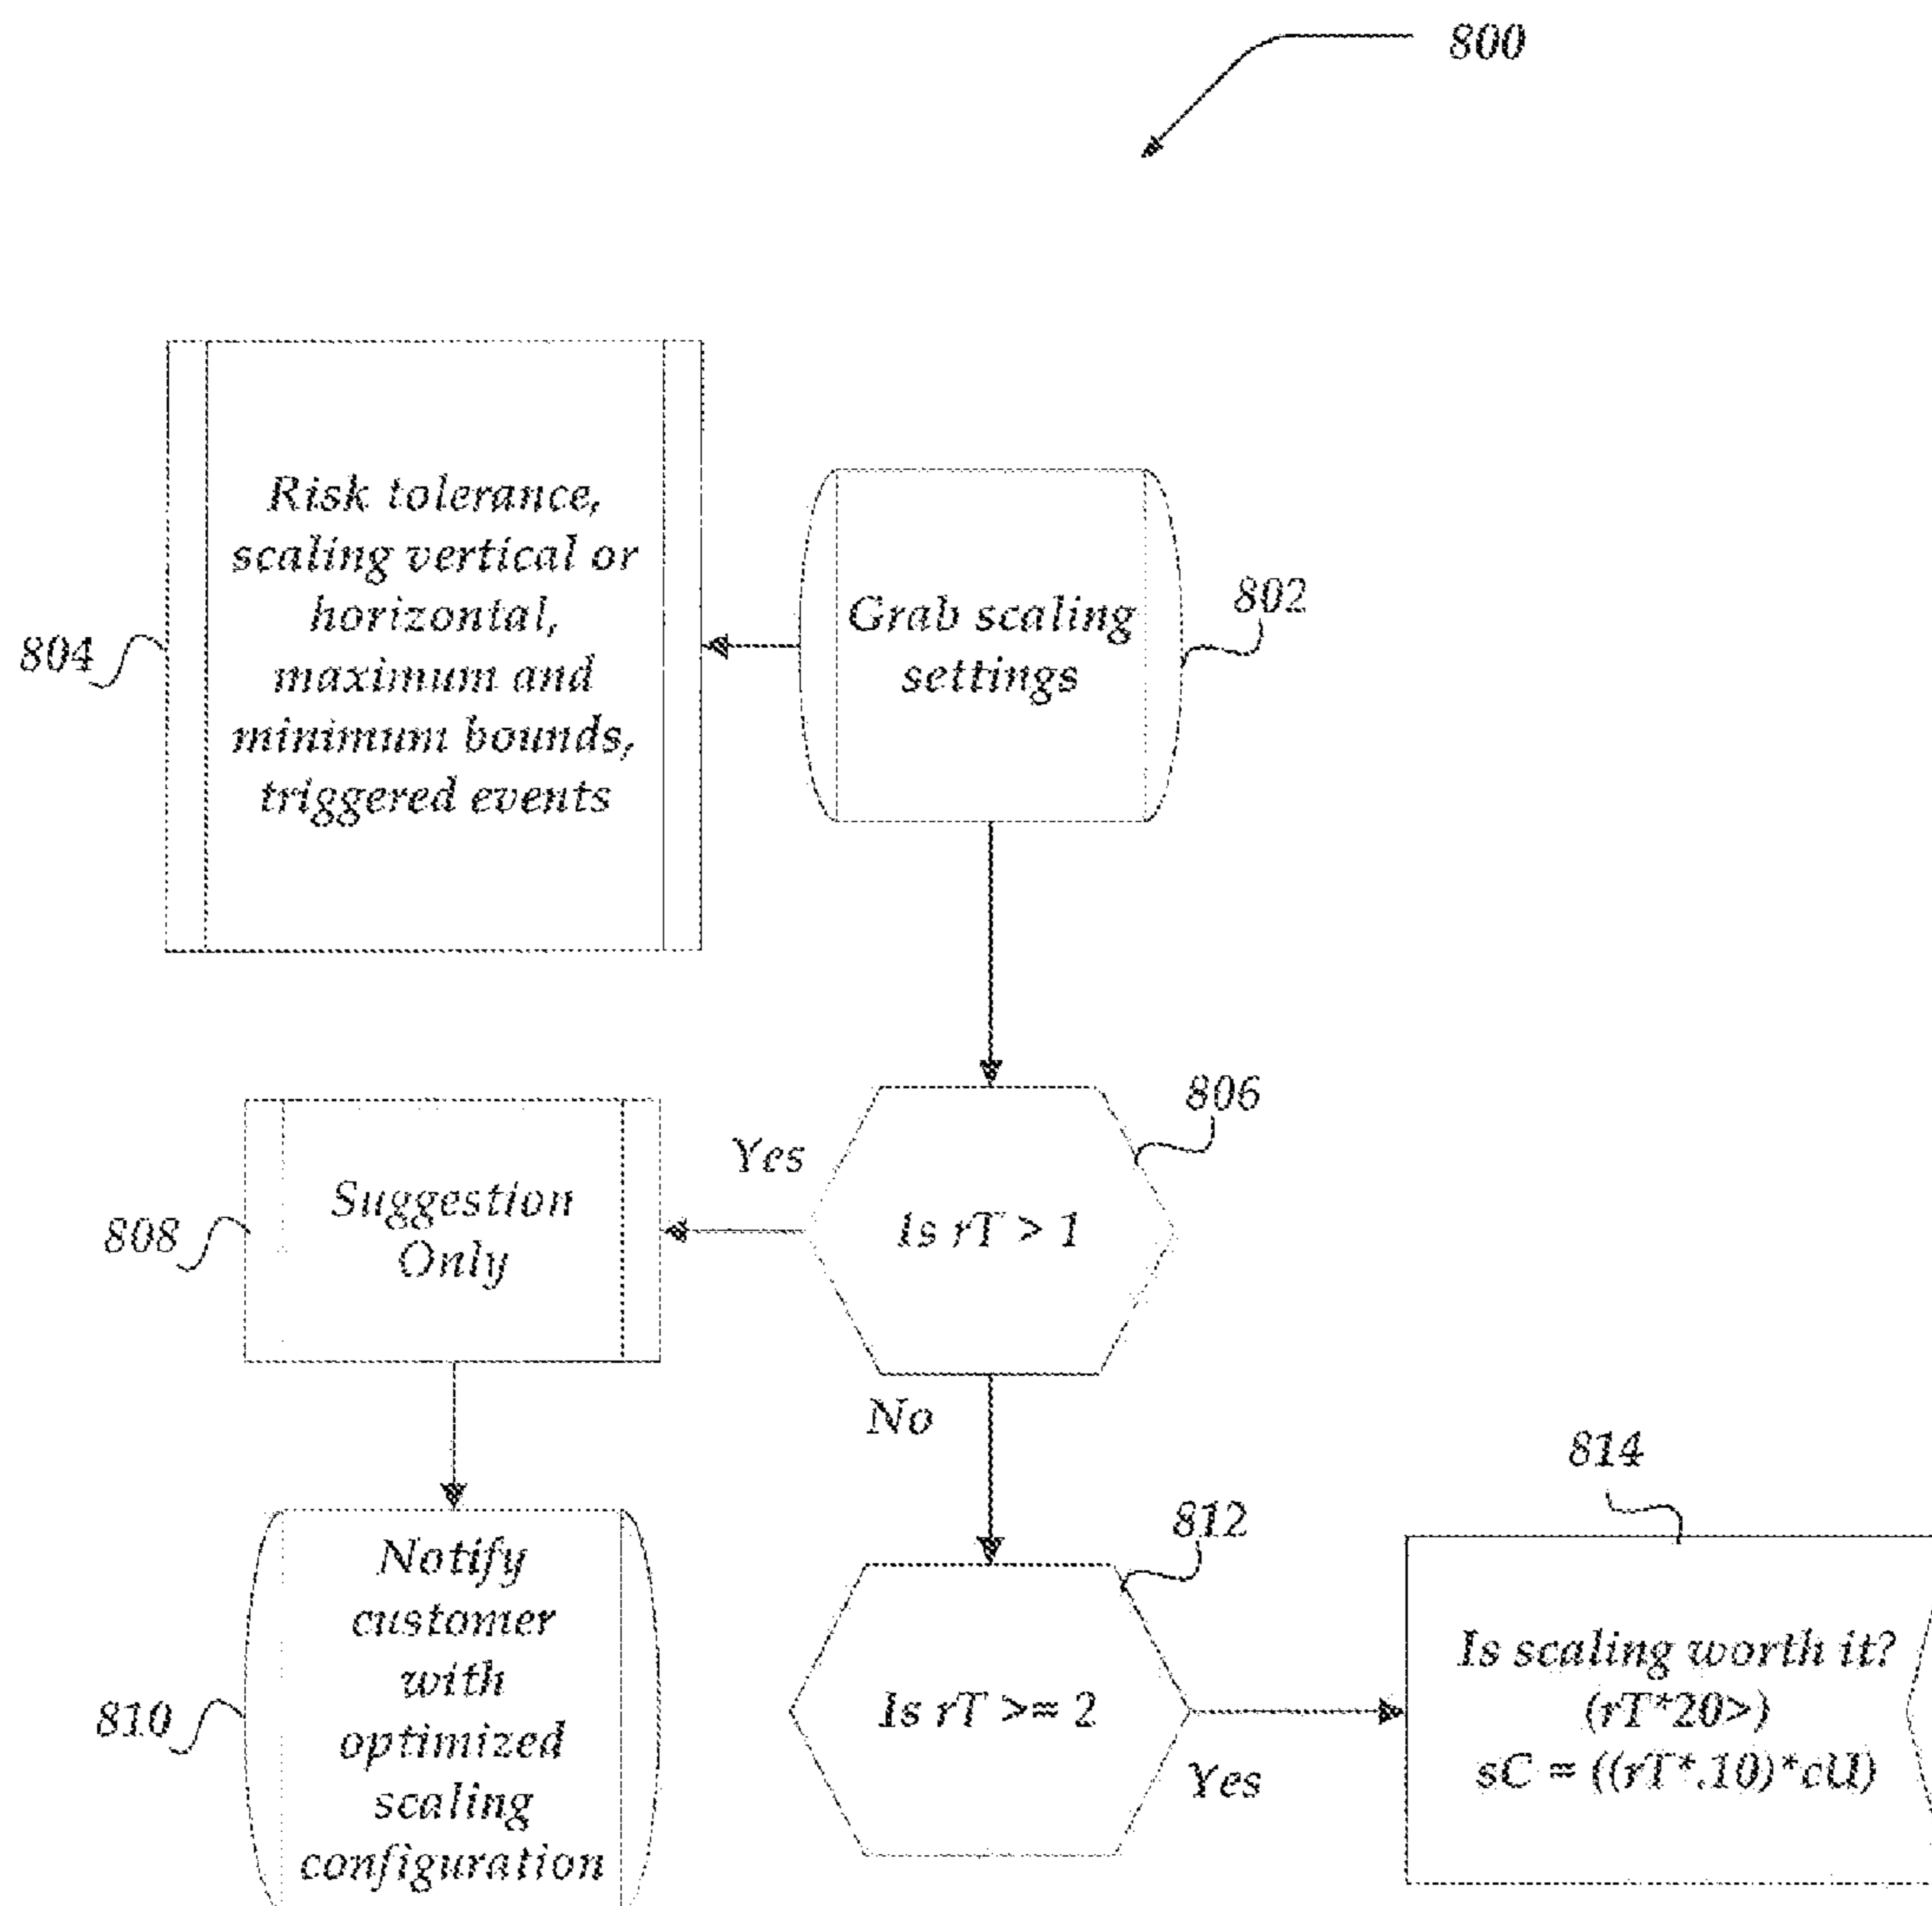 800
Risk tolerance,
scaling vertical or
horizontal,
maximum and
minimum bounds,
triggered events
804
Grab scaling
settings
802
806
Yes
Is rT > 1
Suggestion
Only
808
No
814
812
Notify
customer
with
optimized
scaling
configuration
810
Is rT >= 2
Yes
Is scaling worth it?
(rT*20>)
sC = ((rT*.10)*cU)